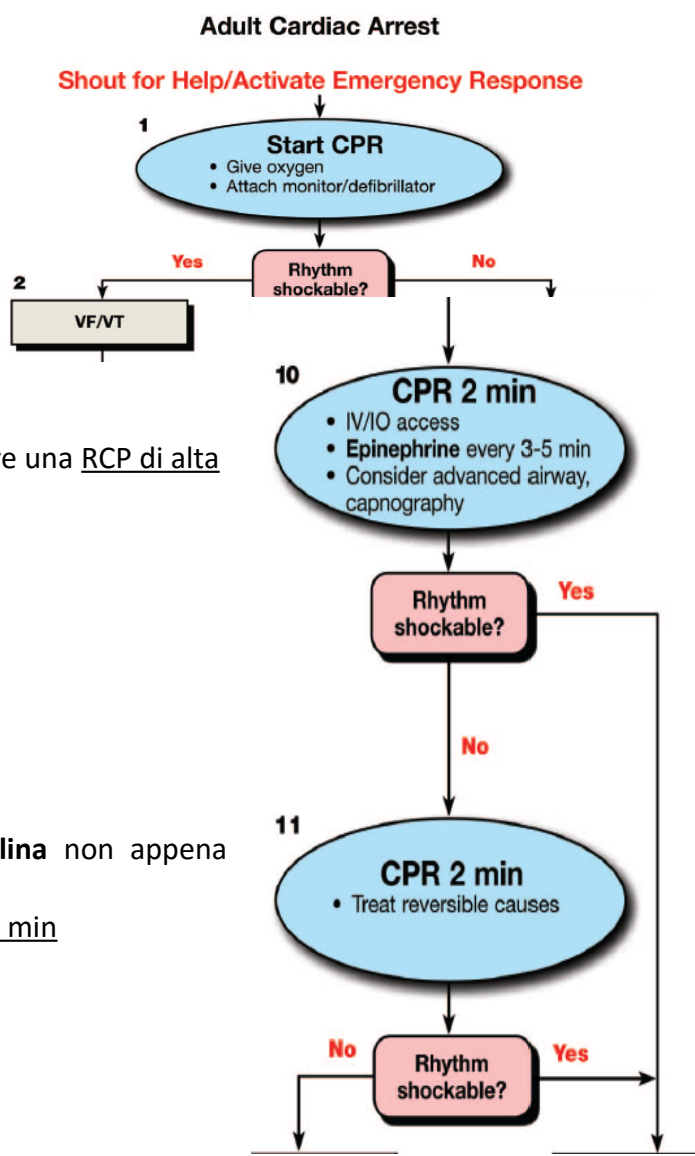 Adult Cardiac Arrest
Shout for Help/Activate Emergency Response
1
Start CPR
• Give oxygen
• Attach monitor/defibrillator
Yes
Rhythm
shockable?
No
2
VF/VT
10
CPR 2 min
• IV/IO access
• Epinephrine every 3-5 min
• Consider advanced airway,
capnography
e una RCP di alta
Rhythm
shockable?
Yes
No
11
CPR 2 min
• Treat reversible causes
lina non appena
min
No
Rhythm
shockable?
Yes